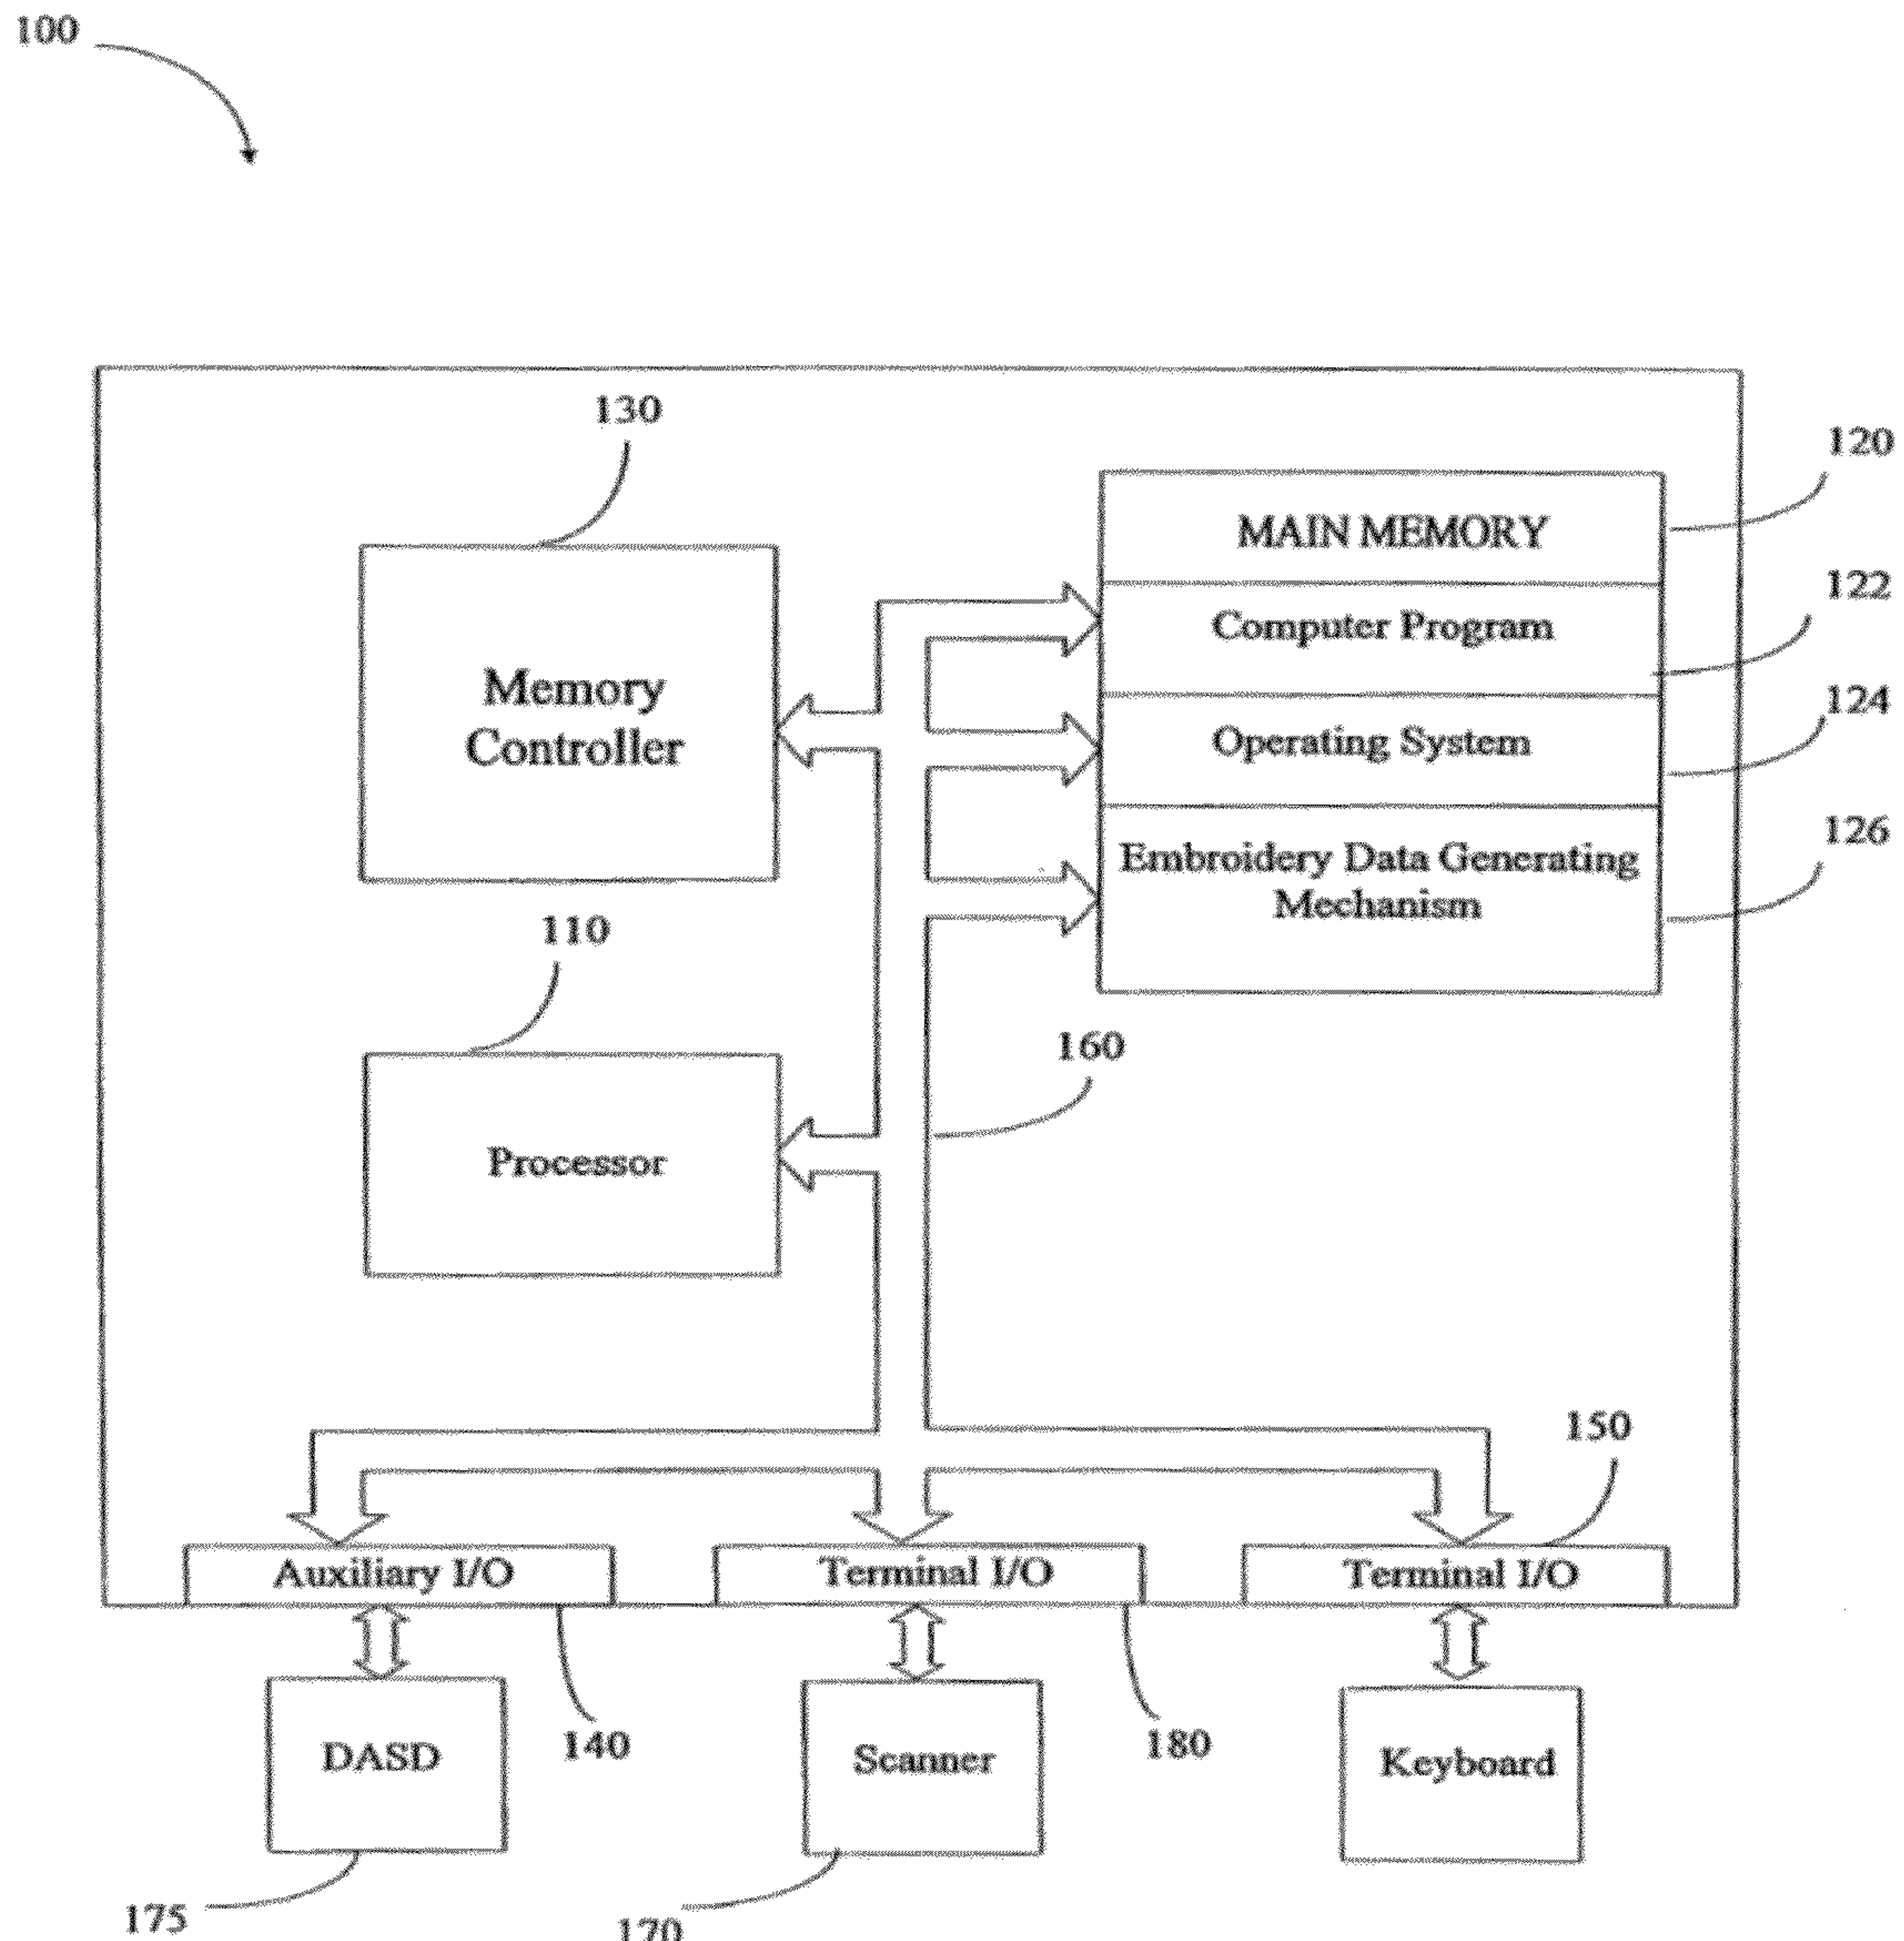 100
130
120
MAIN MEMORY
122
Computer Program
Memory
Controller
124
Operating System
126
Embroidery Data Generating
Mechanism
110
160
Processor
150
Auxiliary I/O
Terminal I/O
Terminal I/O
140
180
DASD
Scanner
Keyboard
175
170